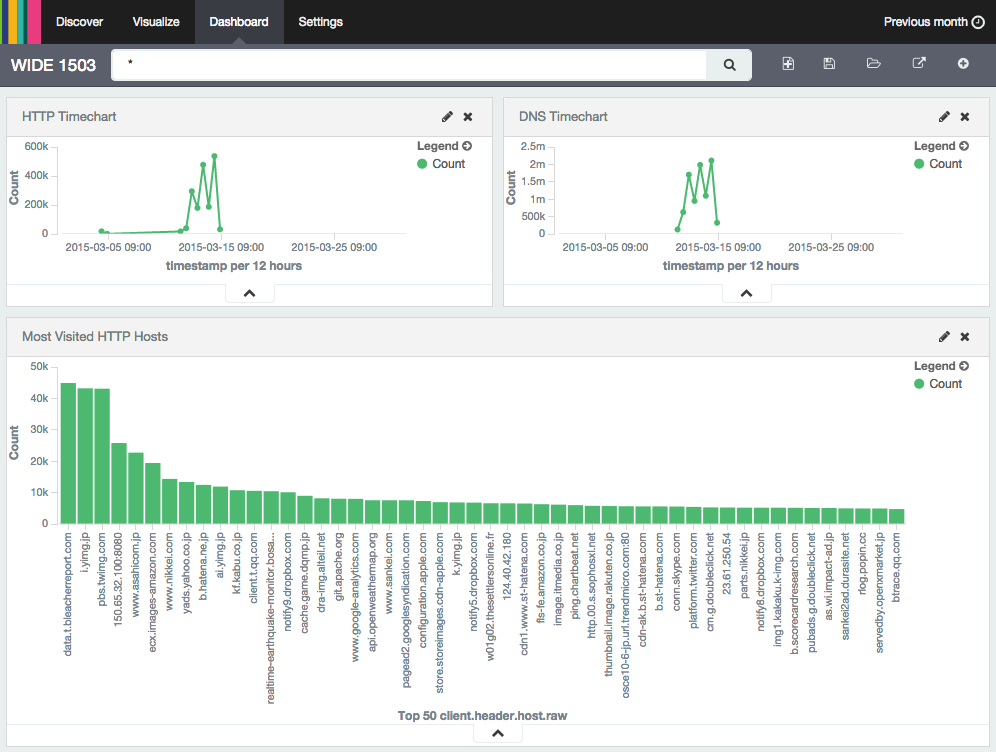 Discover Visualize Dashboard Settings Previous month
WIDE 1503 *
HTTP Timechart
Legend
Count
600k
400k
200k
0
Count
2015-03-05 09:00 2015-03-15 09:00 2015-03-25 09:00
timestamp per 12 hours
DNS Timechart
Legend
Count
2.5m
2m
1.5m
1m
500k
0
Count
2015-03-05 09:00 2015-03-15 09:00 2015-03-25 09:00
timestamp per 12 hours
Most Visited HTTP Hosts
Legend
Count
50k
40k
30k
20k
10k
0
Count
data.t.bleacherreport.com
i.yimg.jp
pbs.twimg.com
150.65.32.100:8080
www.asahicom.jp
ecx.images-amazon.com
www.nikkei.com
yads.yahoo.co.jp
b.hatena.ne.jp
ai.yimg.jp
kf.kabu.co.jp
client.t.qq.com
realtime-earthquake-monitor.bosa...
notify9.dropbox.com
cache.game.dqmp.jp
dra-img.alteil.net
git.apache.org
www.google-analytics.com
api.openweathermap.org
www.sankei.com
pagead2.googlesyndication.com
configuration.apple.com
store.storeimages.cdn-apple.com
k.yimg.jp
notify5.dropbox.com
w01g02.thesettlersonline.fr
124.40.42.180
cdn1.www.st-hatena.com
fls-fe.amazon.co.jp
image.itmedia.co.jp
ping.chartbeat.net
http.00.s.sophosxl.net
thumbnail.image.rakuten.co.jp
osce10-6-jp.url.trendmicro.com:80
cdn-ak.b.st-hatena.com
b.st-hatena.com
conn.skype.com
platform.twitter.com
cm.g.doubleclick.net
23.61.250.54
parts.nikkei.jp
notify8.dropbox.com
img1.kakaku.k-img.com
b.scorecardresearch.com
pubads.g.doubleclick.net
as.wi.impact-ad.jp
sankei2ad.durasite.net
rlog.popin.cc
servedby.openxmarket.jp
btrace.qq.com
Top 50 client.header.host.raw